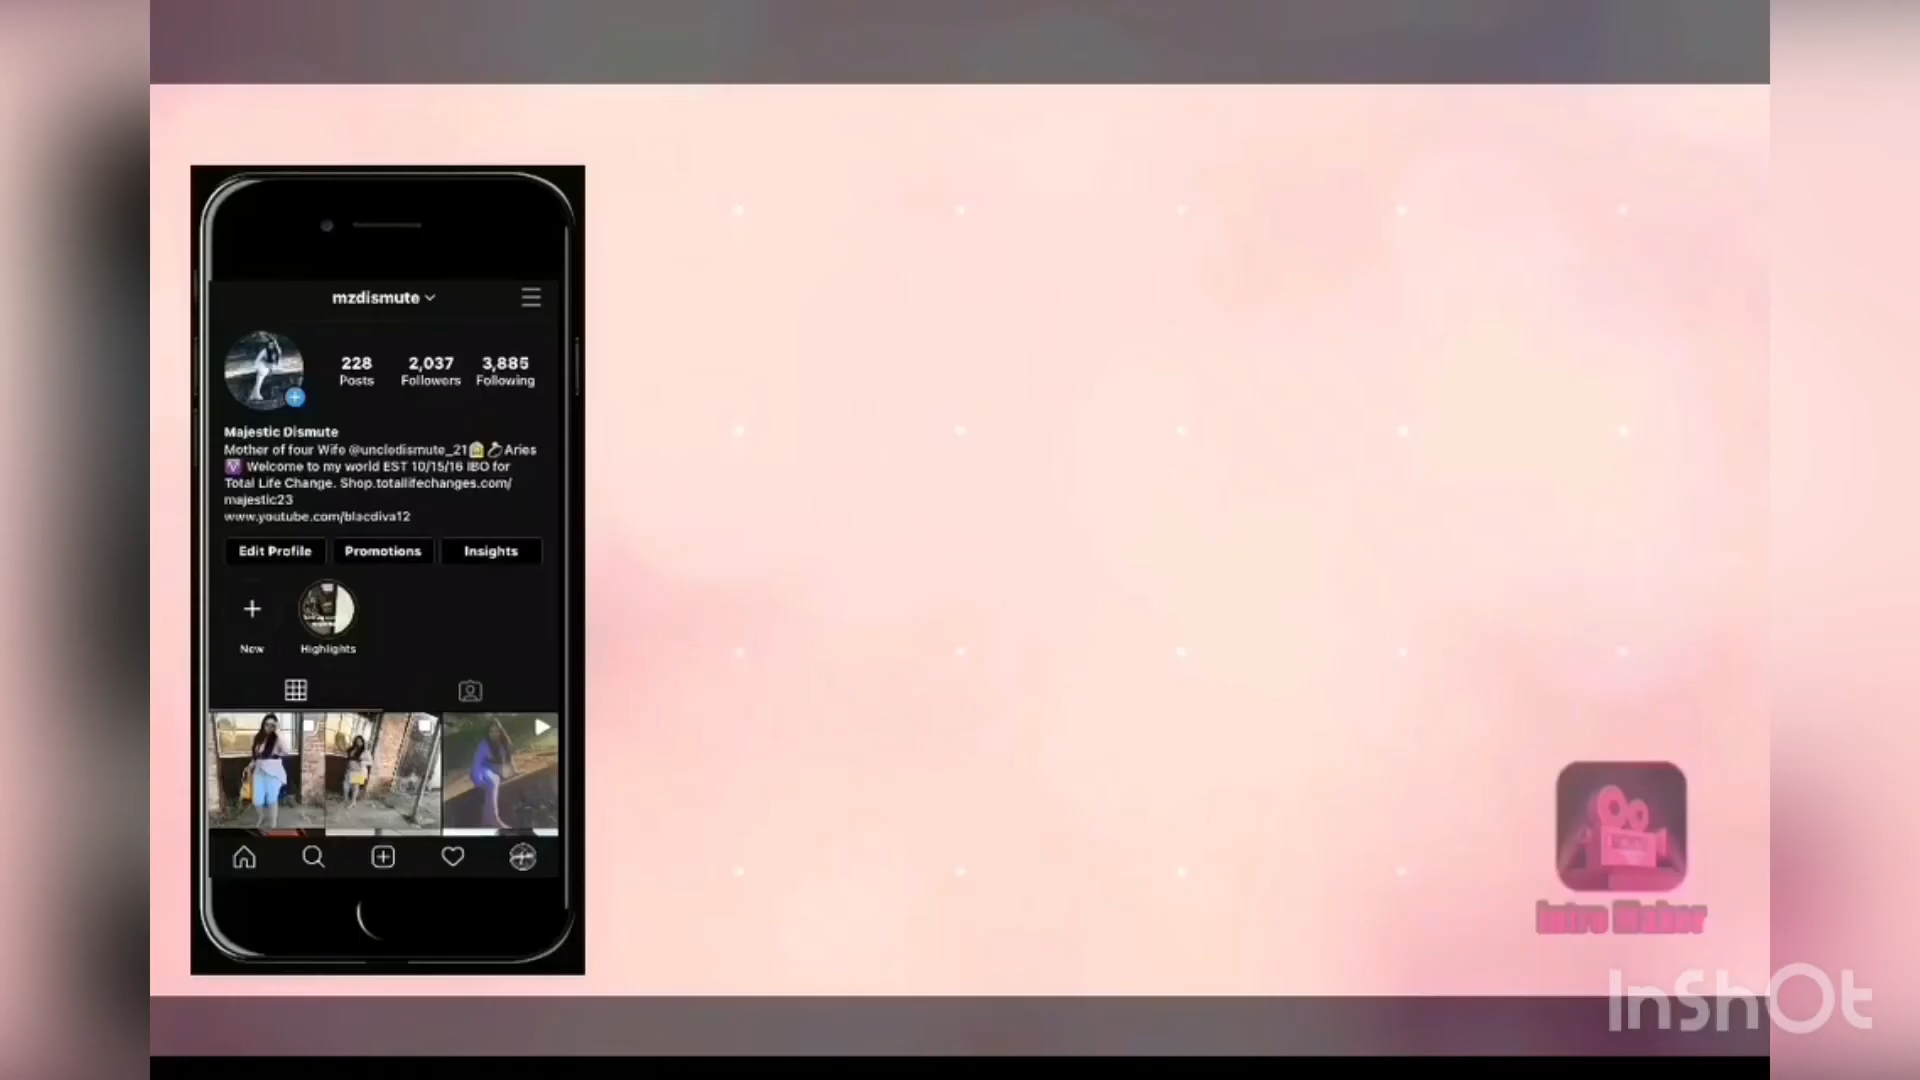 mzdismute
228 2,037 3,885
Posts Followers Following
Majestic Dismute
Mother of four Wife @uncledismute_21👰💍Aries
♈ Welcome to my world EST 10/15/16 IBO for
Total Life Change. Shop.totallifechanges.com/
majestic23
www.youtube.com/blacdiva12
Edit Profile Promotions Insights
New Highlights
Intro Maker
InShOt